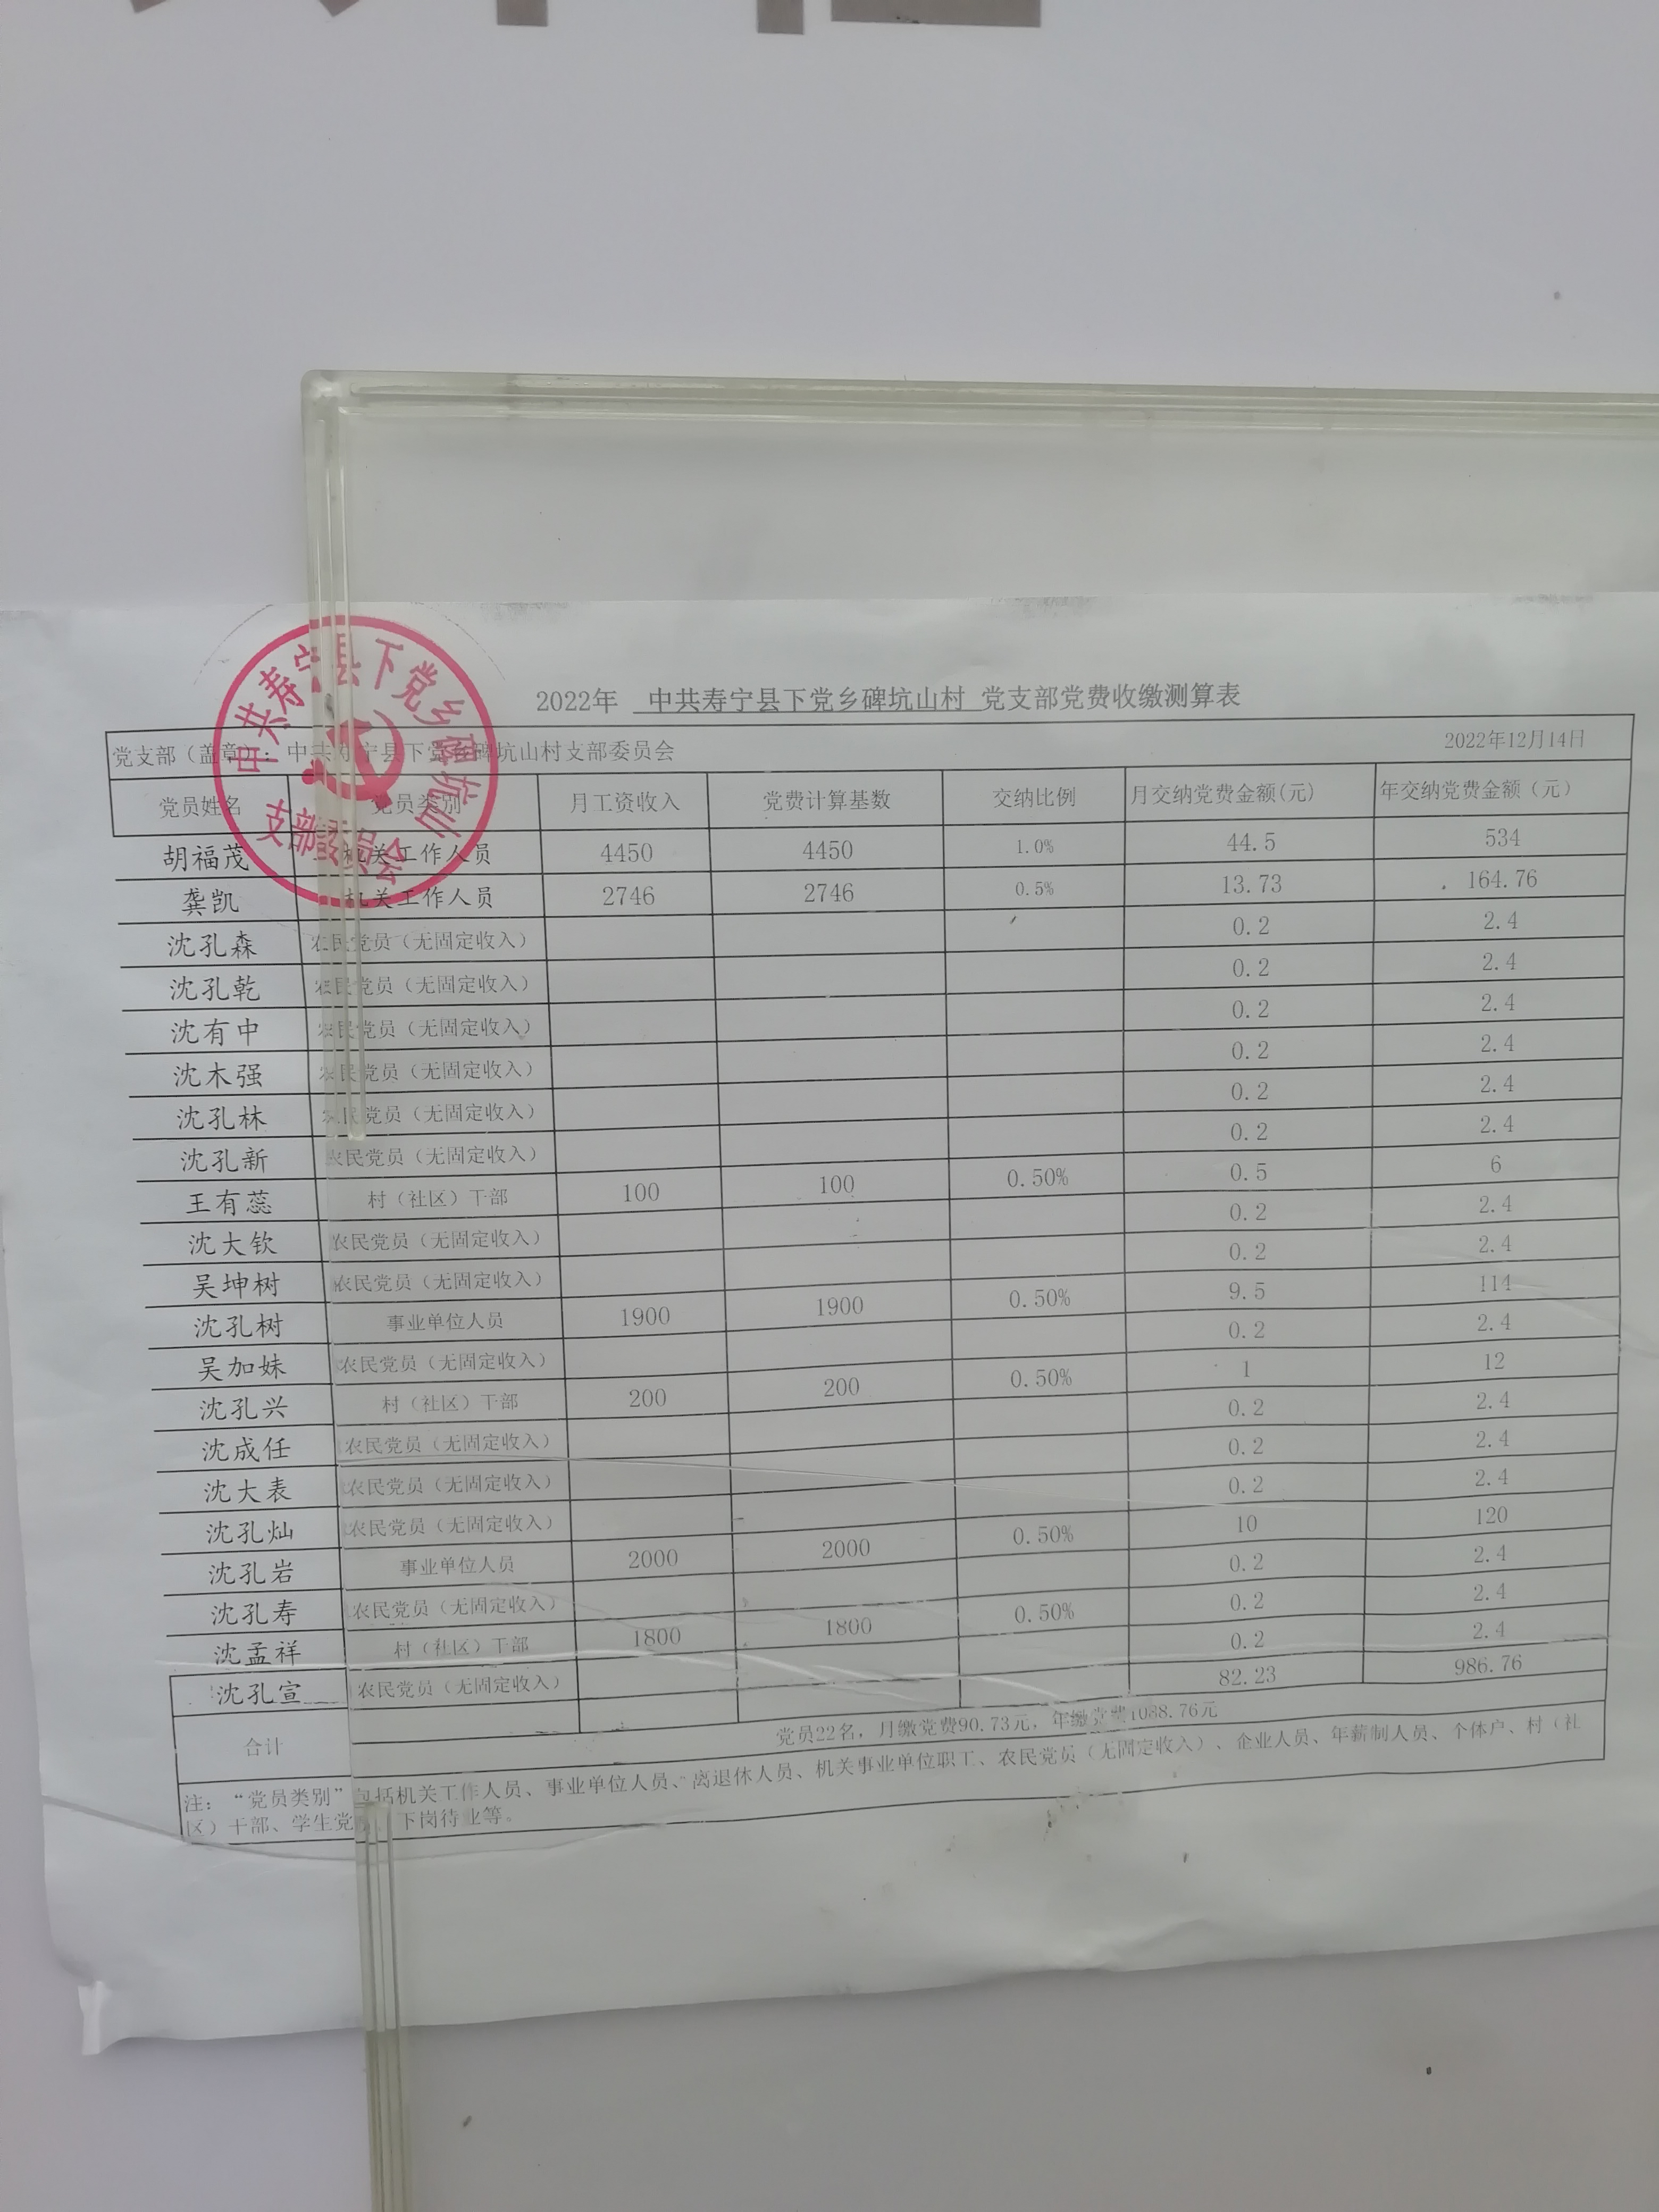 中共寿宁县下党乡碑坑山
支部委员会
2022年 中共寿宁县下党乡碑坑山村 党支部党费收缴测算表
党支部（盖章）：中共寿宁县下党乡碑坑山村支部委员会 2022年12月14日
党员姓名 党员类别 月工资收入 党费计算基数 交纳比例 月交纳党费金额(元) 年交纳党费金额（元）
胡福茂 机关工作人员 4450 4450 1.0% 44.5 534
龚凯 机关工作人员 2746 2746 0.5% 13.73 164.76
沈孔森 农民党员（无固定收入） 0.2 2.4
沈孔乾 农民党员（无固定收入） 0.2 2.4
沈有中 农民党员（无固定收入） 0.2 2.4
沈木强 农民党员（无固定收入） 0.2 2.4
沈孔林 农民党员（无固定收入） 0.2 2.4
沈孔新 农民党员（无固定收入） 0.2 2.4
王有蕊 村（社区）干部 100 100 0.50% 0.5 6
沈大钦 农民党员（无固定收入） 0.2 2.4
吴坤树 农民党员（无固定收入） 0.2 2.4
沈孔树 事业单位人员 1900 1900 0.50% 9.5 114
吴加妹 农民党员（无固定收入） 0.2 2.4
沈孔兴 村（社区）干部 200 200 0.50% 1 12
沈成任 农民党员（无固定收入） 0.2 2.4
沈大表 农民党员（无固定收入） 0.2 2.4
沈孔灿 农民党员（无固定收入） 0.2 2.4
沈孔岩 事业单位人员 2000 2000 0.50% 10 120
沈孔寿 农民党员（无固定收入） 0.2 2.4
沈孟祥 村（社区）干部 1800 1800 0.50% 0.2 2.4
沈孔宣 农民党员（无固定收入） 0.2 2.4
合计 82.23 986.76
党员22名，月缴党费90.73元，年缴党费1088.76元
注：“党员类别”包括机关工作人员、事业单位人员、离退休人员、机关事业单位职工、农民党员（无固定收入）、企业人员、年薪制人员、个体户、村（社
区）干部、学生党 、下岗待业等。